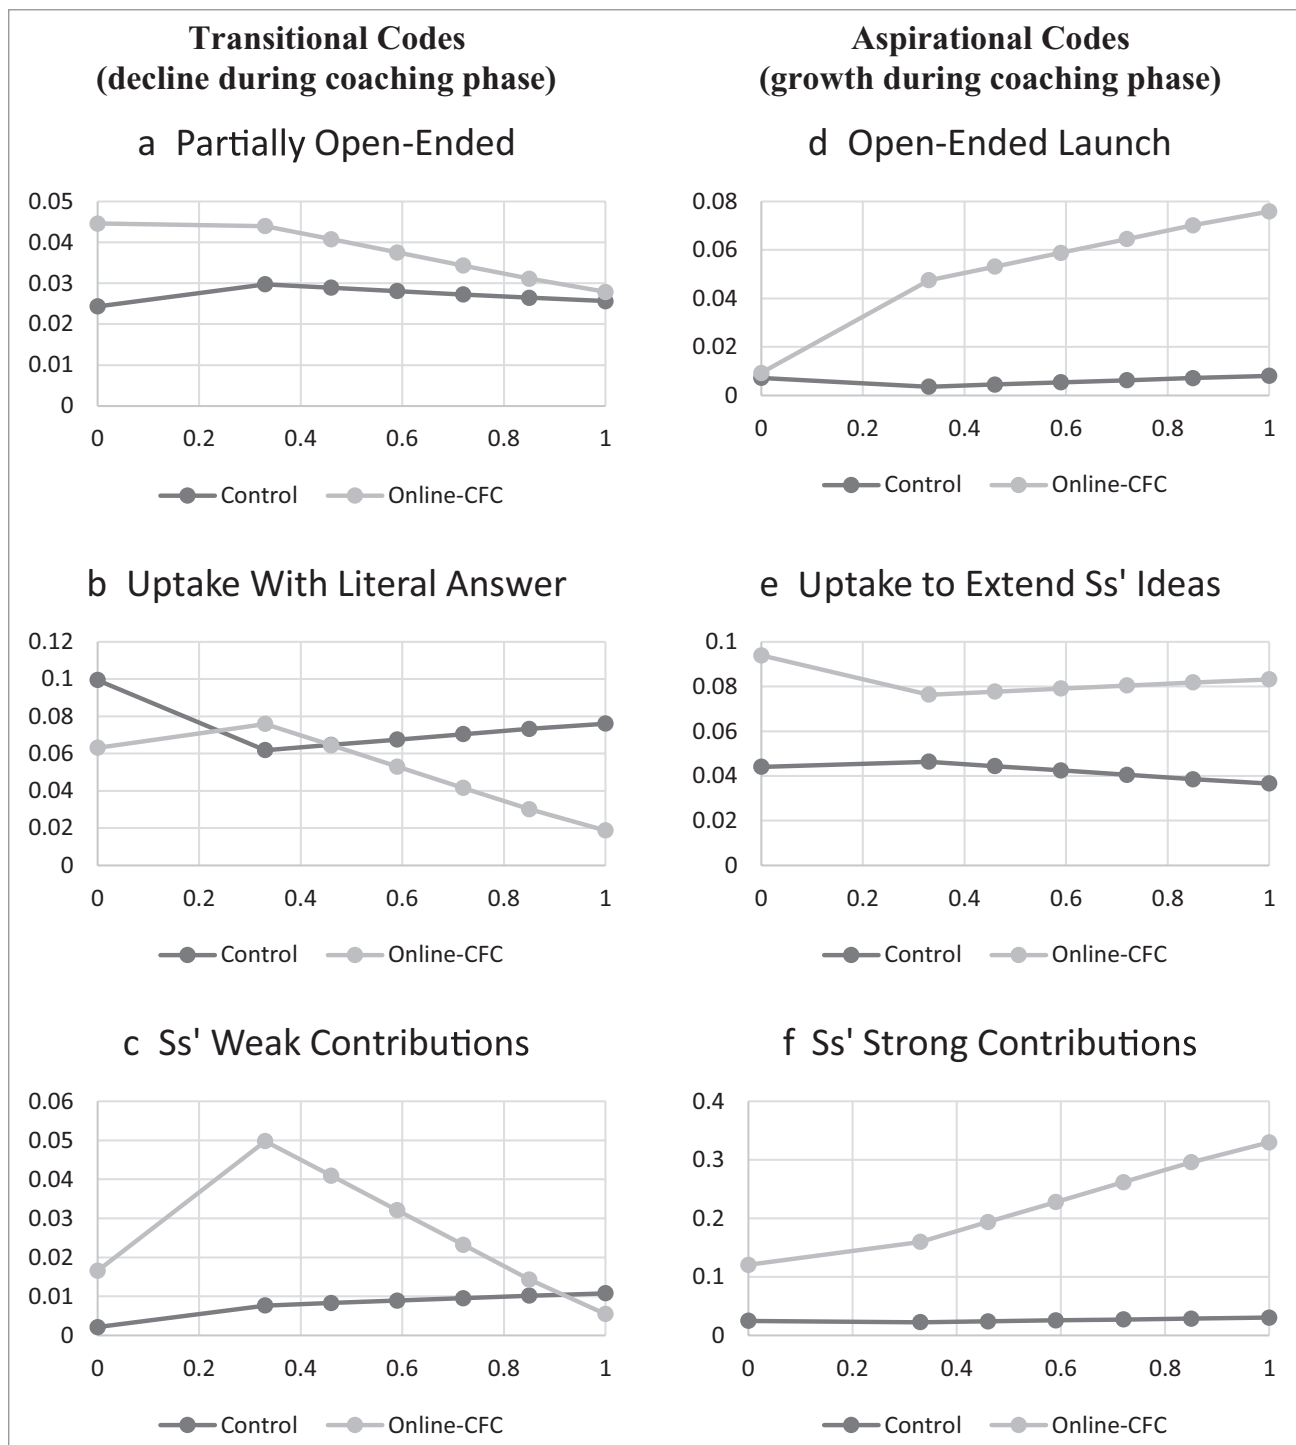 Transitional Codes
(decline during coaching phase)
a Partially Open-Ended
0.05
0.04
0.03
0.02
0.01
0
0 0.2 0.4 0.6 0.8 1
Control Online-CFC
b Uptake With Literal Answer
0.12
0.1
0.08
0.06
0.04
0.02
0
0 0.2 0.4 0.6 0.8 1
Control Online-CFC
c Ss' Weak Contributions
0.06
0.05
0.04
0.03
0.02
0.01
0
0 0.2 0.4 0.6 0.8 1
Control Online-CFC
Aspirational Codes
(growth during coaching phase)
d Open-Ended Launch
0.08
0.06
0.04
0.02
0
0 0.2 0.4 0.6 0.8 1
Control Online-CFC
e Uptake to Extend Ss' Ideas
0.1
0.08
0.06
0.04
0.02
0
0 0.2 0.4 0.6 0.8 1
Control Online-CFC
f Ss' Strong Contributions
0.4
0.3
0.2
0.1
0
0 0.2 0.4 0.6 0.8 1
Control Online-CFC